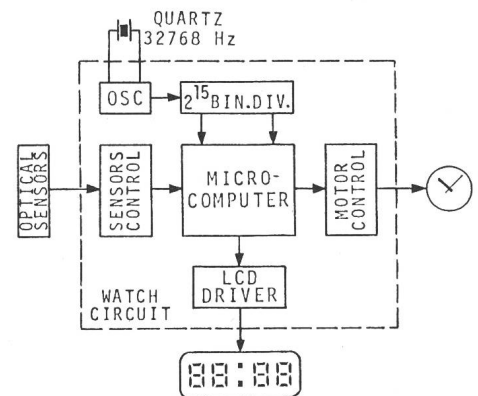 QUARTZ
32768 Hz
OSC
2¹⁵BIN.DIV.
OPTICAL
SENSORS
SENSORS
CONTROL
MICRO-
COMPUTER
MOTOR
CONTROL
LCD
DRIVER
WATCH
CIRCUIT
88:88